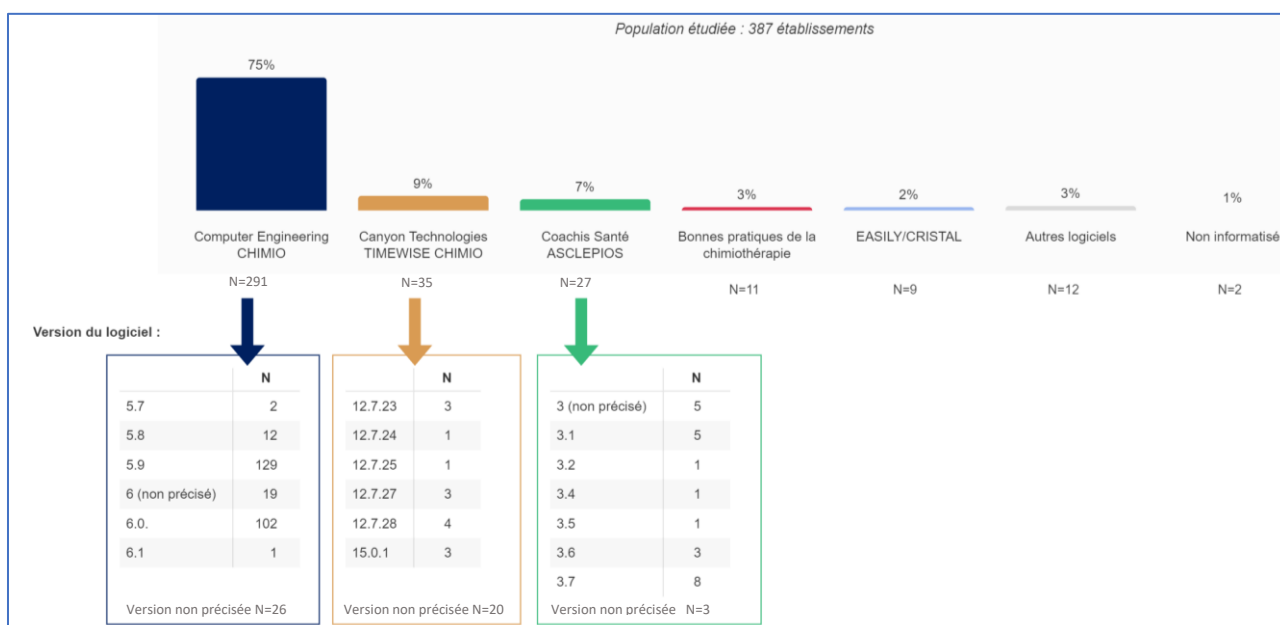 Population étudiée : 387 établissements
75%
9%
7%
3%
2%
3%
1%
Computer Engineering
CHIMIO
Canyon Technologies
TIMEWISE CHIMIO
Coachis Santé
ASCLEPIOS
Bonnes pratiques de la
chimiothérapie
EASILY/CRISTAL
Autres logiciels
Non informatisé
N=291
N=35
N=27
N=11
N=9
N=12
N=2
Version du logiciel :
N
5.7 2
5.8 12
5.9 129
6 (non précisé) 19
6.0. 102
6.1 1
Version non précisée N=26
N
12.7.23 3
12.7.24 1
12.7.25 1
12.7.27 3
12.7.28 4
15.0.1 3
Version non précisée N=20
N
3 (non précisé) 5
3.1 5
3.2 1
3.4 1
3.5 1
3.6 3
3.7 8
Version non précisée N=3